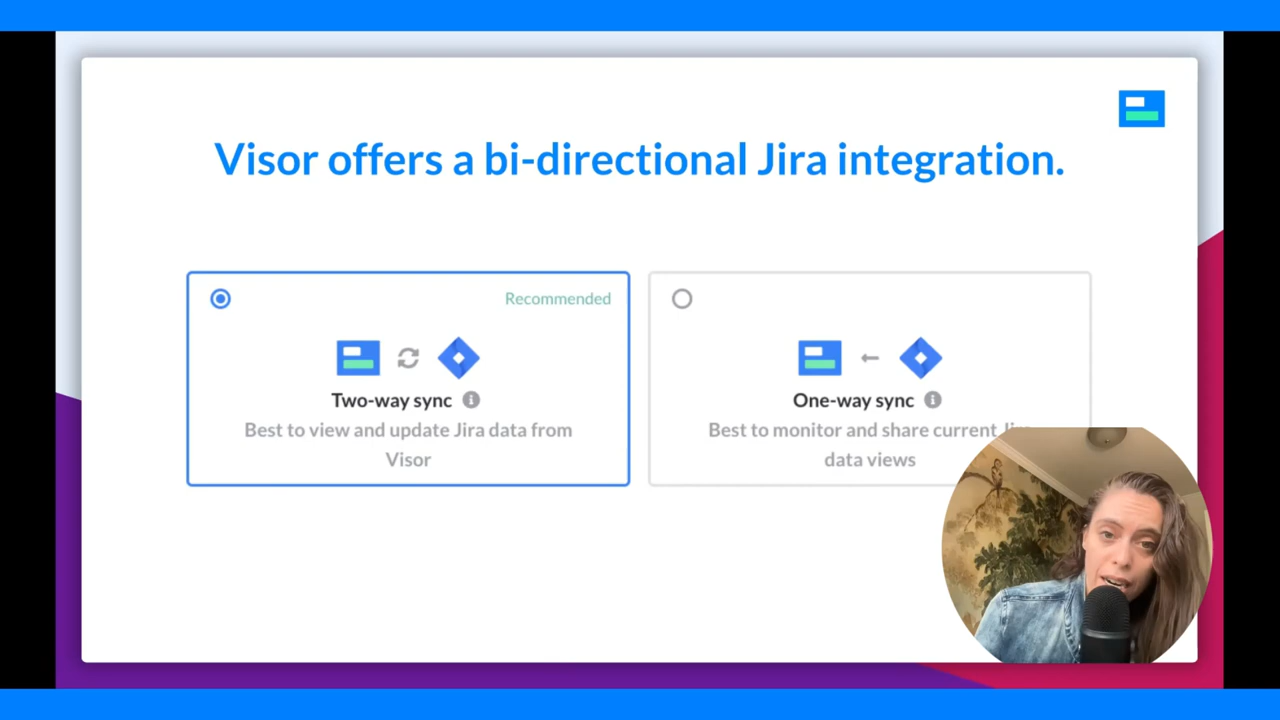 Visor offers a bi-directional Jira integration.
Recommended
Two-way sync
Best to view and update Jira data from
Visor
One-way sync
Best to monitor and share current
data views